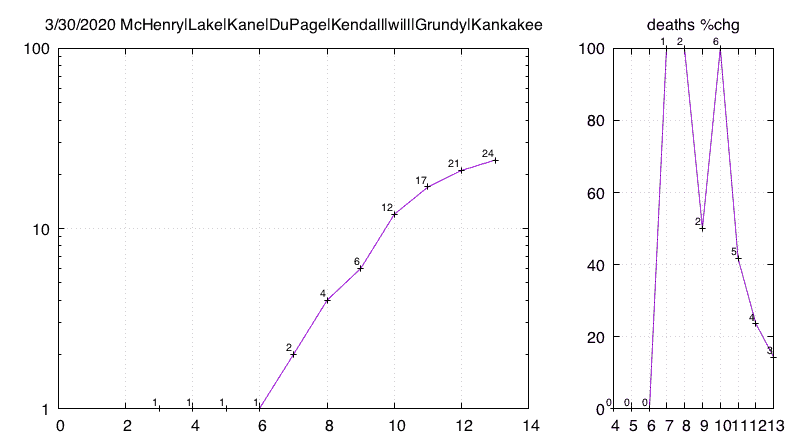 3/30/2020 McHenry|Lake|Kane|DuPage|Kendall|will|Grundy|Kankakee
100
10
1
1 1 1 1 2 4 6 12 17 21 24
0 2 4 6 8 10 12 14
deaths %chg
100
80
60
40
20
0
0 0 0 1 2 2 6 5 4 3
4 5 6 7 8 9 10 11 12 13